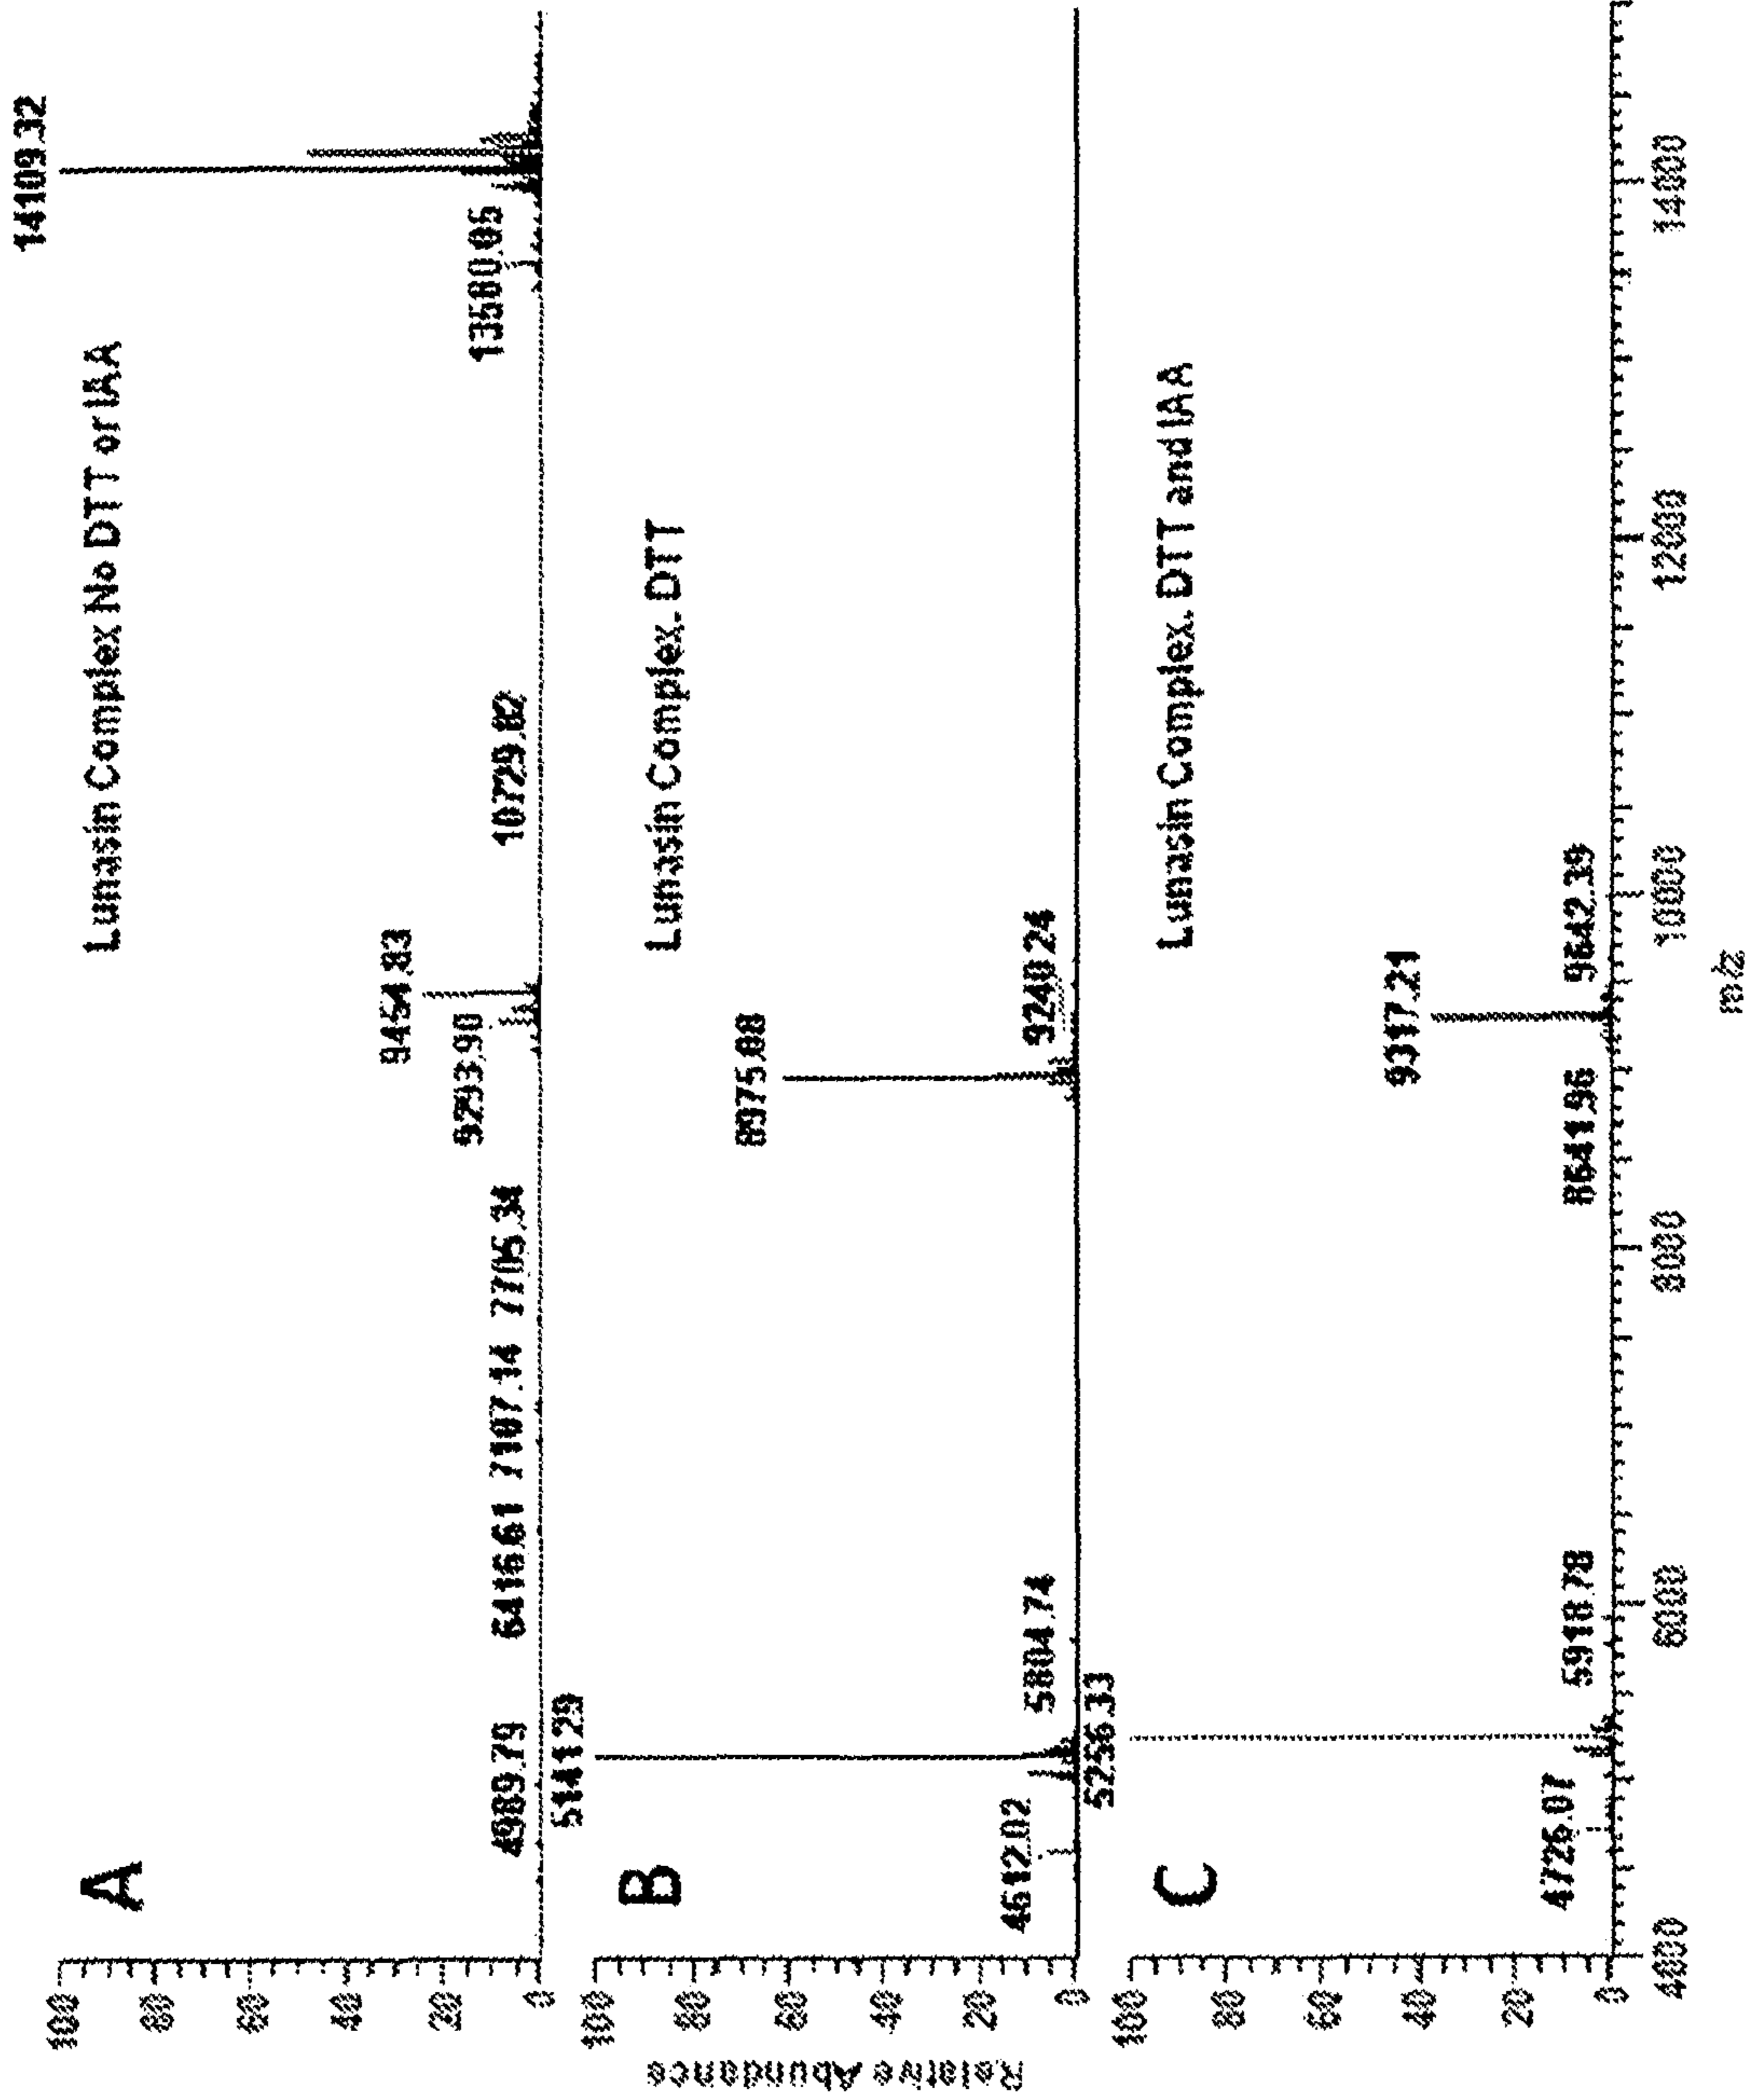 A
Lunasin Complex No DTT or IAA
14109.32
9454.83
9293.90
13580.05
4989.79 6416.61 7107.14 7705.34 10729.82
100
80
60
40
20
0
B
Lunasin Complex. DTT
5141.29
8975.88
4612.02 5804.74 9240.24
100
80
60
40
20
0
Relative Abundance
C
Lunasin Complex. DTT and IAA
5255.33
9317.21
4726.07 5918.78 8641.96 9642.39
100
80
60
40
20
0
4000 6000 8000 10000 12000 14000
m/z